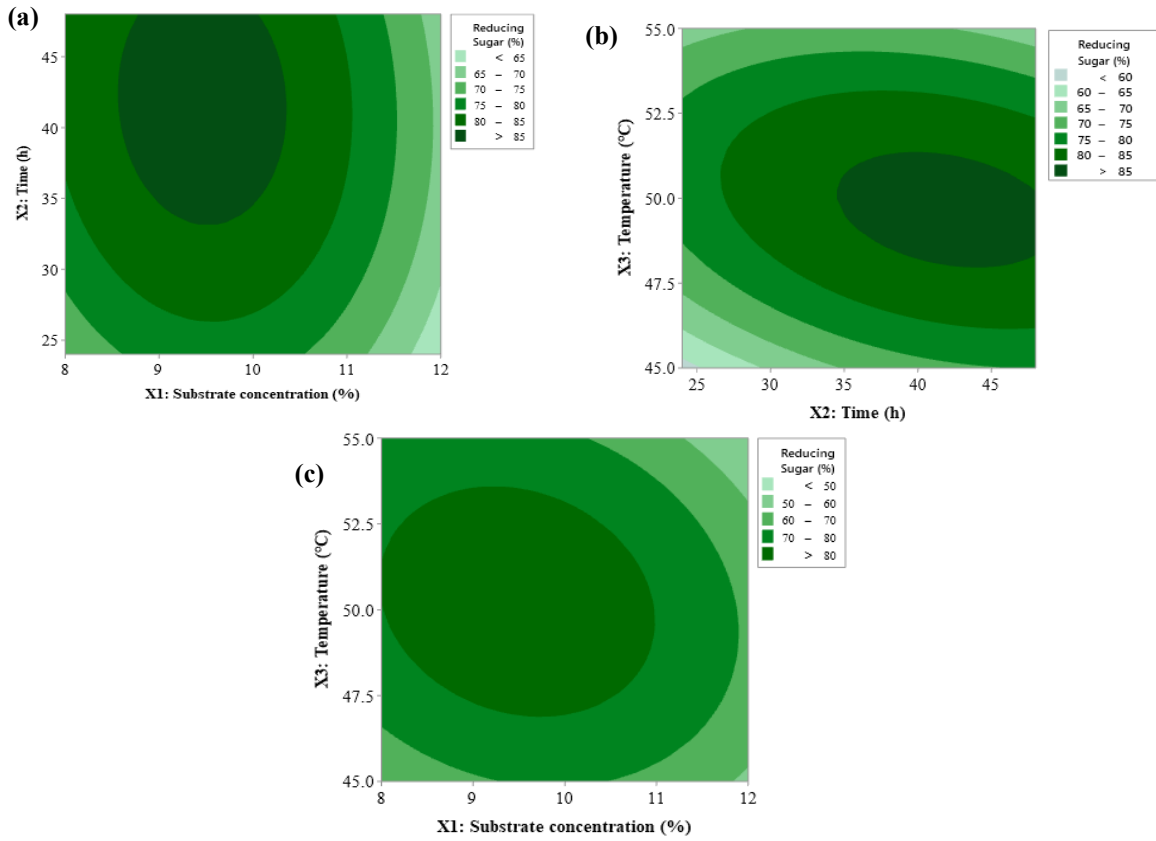 (a)
Reducing
Sugar (%)
< 65
65 – 70
70 – 75
75 – 80
80 – 85
> 85
45
40
35
30
25
X2: Time (h)
8 9 10 11 12
X1: Substrate concentration (%)
(b)
Reducing
Sugar (%)
< 60
60 – 65
65 – 70
70 – 75
75 – 80
80 – 85
> 85
55.0
52.5
50.0
47.5
45.0
X3: Temperature (°C)
25 30 35 40 45
X2: Time (h)
(c)
Reducing
Sugar (%)
< 50
50 – 60
60 – 70
70 – 80
> 80
55.0
52.5
50.0
47.5
45.0
X3: Temperature (°C)
8 9 10 11 12
X1: Substrate concentration (%)